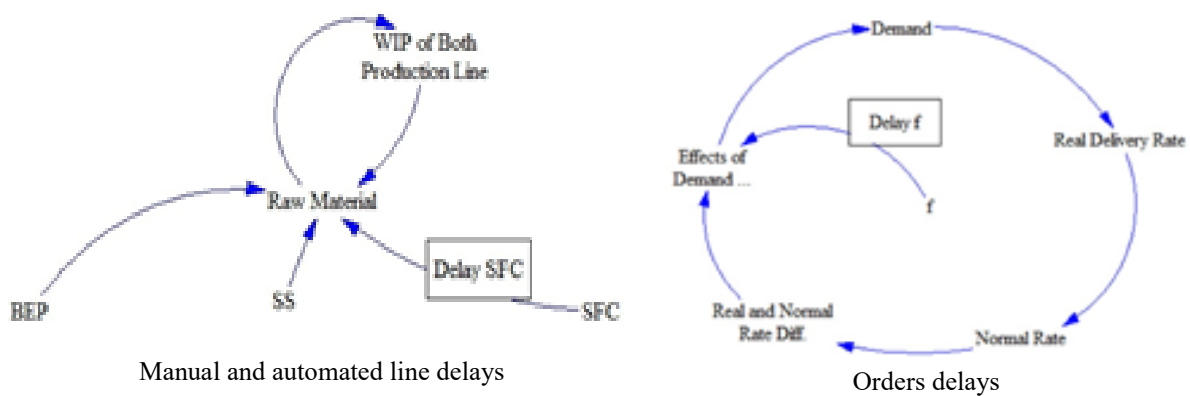 WIP of Both
Production Line
Raw Material
BEP
SS
Delay SFC
SFC
Manual and automated line delays
Demand
Delay f
Real Delivery Rate
Effects of
Demand ...
f
Real and Normal
Rate Diff.
Normal Rate
Orders delays